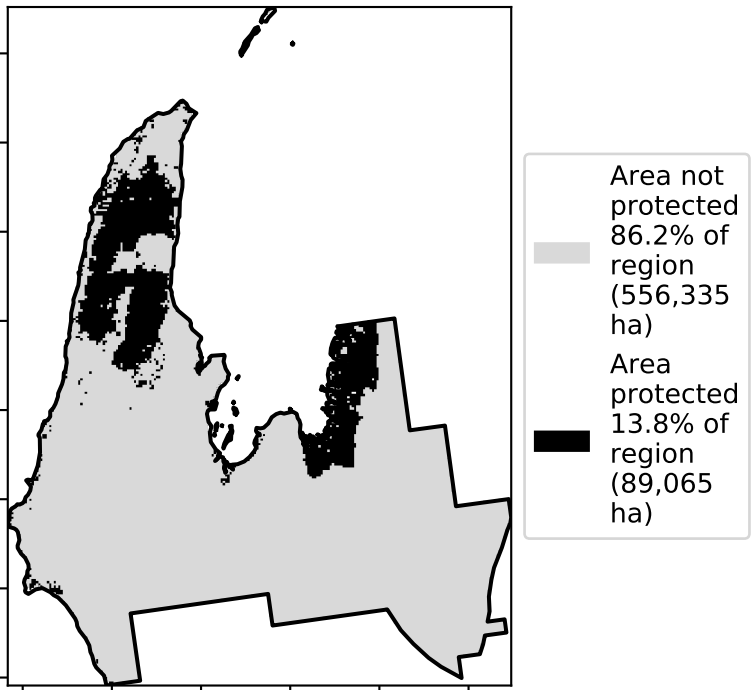 Area not
protected
86.2% of
region
(556,335
ha)
Area
protected
13.8% of
region
(89,065
ha)